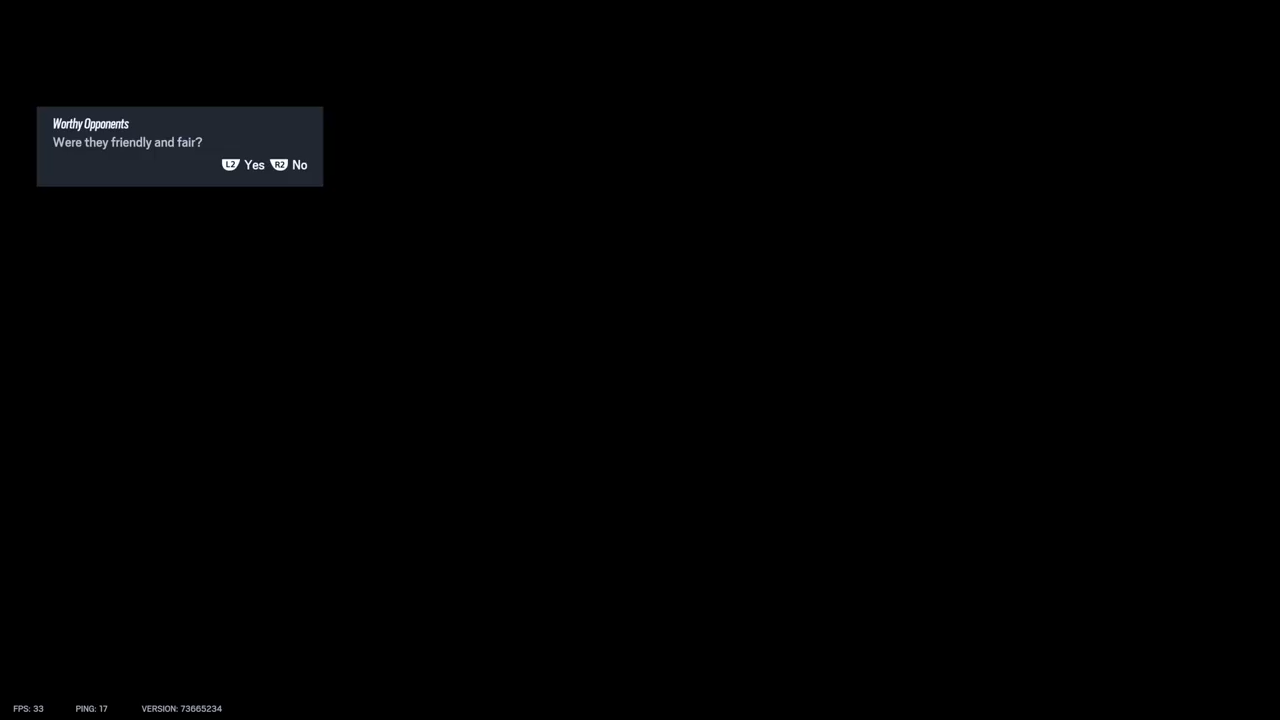 Worthy Opponents
Were they friendly and fair?
L2 Yes R2 No
FPS: 33 PING: 17 VERSION: 73665234